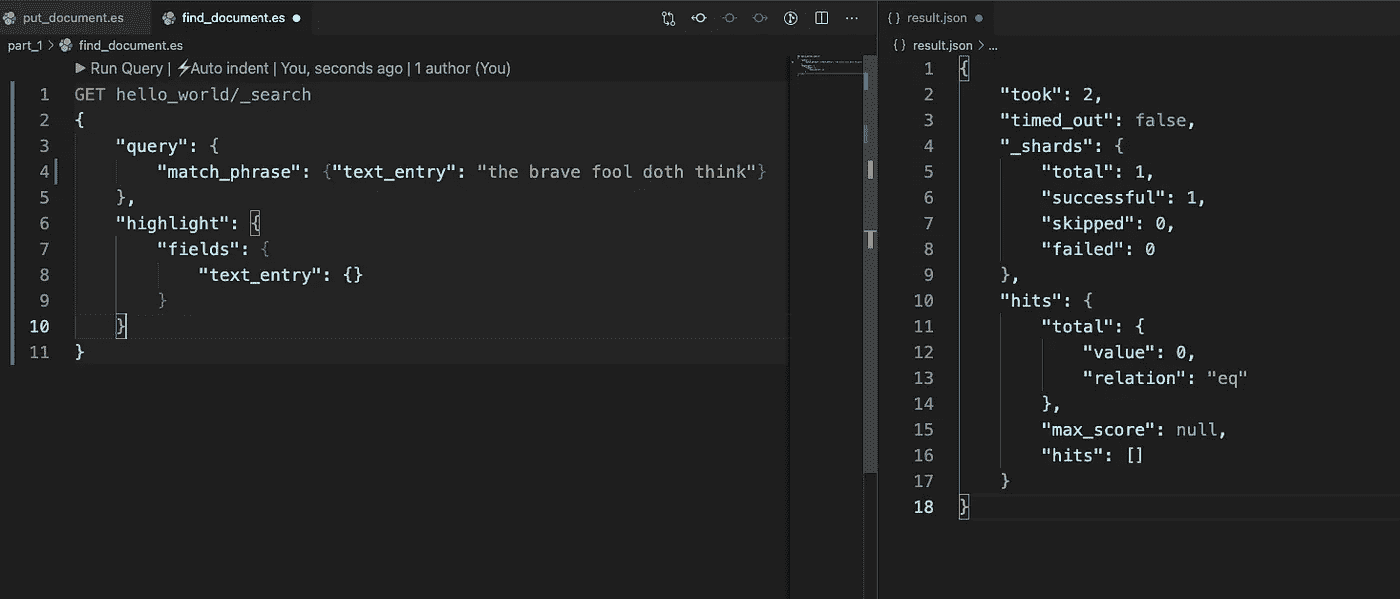 put_document.es
find_document.es
part_1 > find_document.es
Run Query | Auto indent | You, seconds ago | 1 author (You)
1 GET hello_world/_search
2 {
3 "query": {
4 "match_phrase": {"text_entry": "the brave fool doth think"}
5 },
6 "highlight": {
7 "fields": {
8 "text_entry": {}
9 }
10 }
11 }
{} result.json
{} result.json > ...
1 {
2 "took": 2,
3 "timed_out": false,
4 "_shards": {
5 "total": 1,
6 "successful": 1,
7 "skipped": 0,
8 "failed": 0
9 },
10 "hits": {
11 "total": {
12 "value": 0,
13 "relation": "eq"
14 },
15 "max_score": null,
16 "hits": []
17 }
18 }